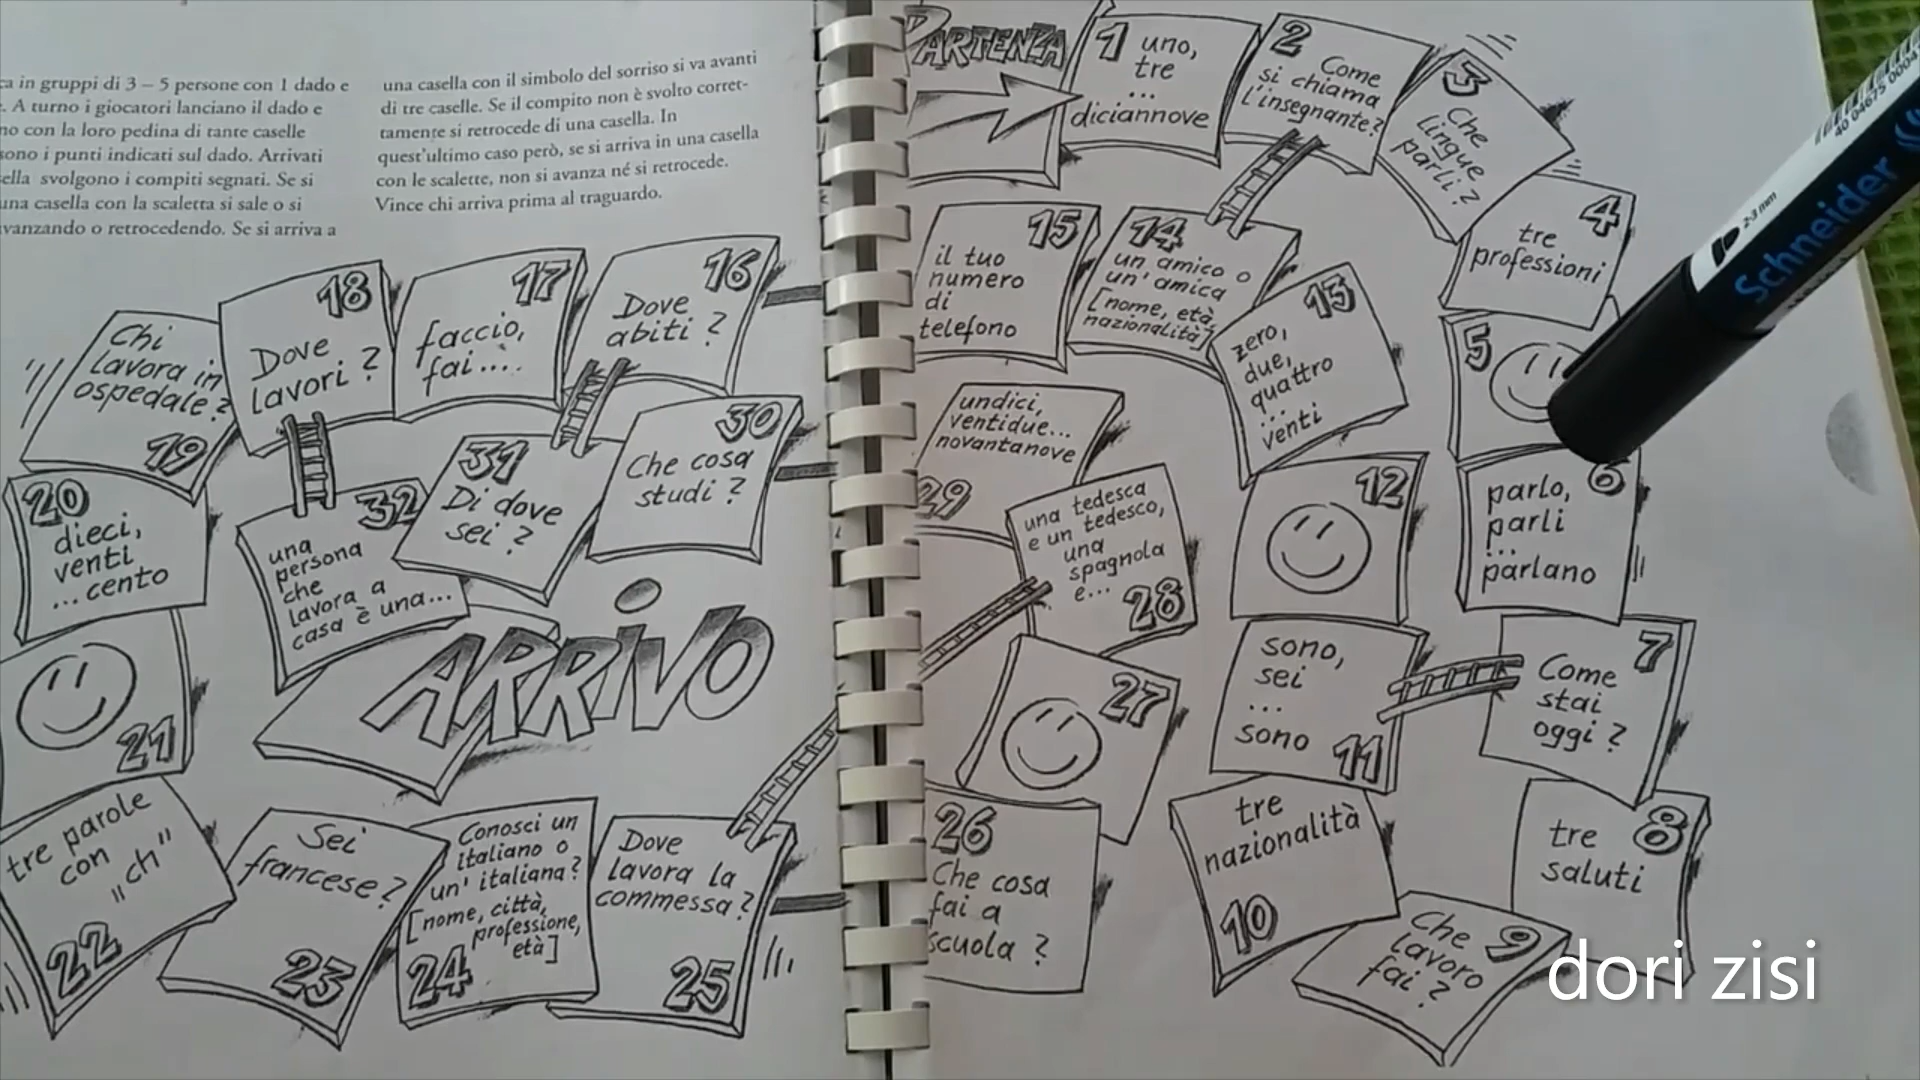 ca in gruppi di 3 – 5 persone con 1 dado e
. A turno i giocatori lanciano il dado e
no con la loro pedina di tante caselle
sono i punti indicati sul dado. Arrivati
ella svolgono i compiti segnati. Se si
una casella con la scaletta si sale o si
vanzando o retrocedendo. Se si arriva a
una casella con il simbolo del sorriso si va avanti
di tre caselle. Se il compito non è svolto corret-
tamente si retrocede di una casella. In
quest'ultimo caso però, se si arriva in una casella
con le scalette, non si avanza né si retrocede.
Vince chi arriva prima al traguardo.
PARTENZA
1 uno,
tre
...
diciannove
2 Come
si chiama
l'insegnante?
3 Che
lingue
parli?
4
tre
professioni
5
6
parlo,
parli
...
parlano
7
Come
stai
oggi?
8
tre
saluti
9
Che
lavoro
fai?
tre
nazionalità
10
sono,
sei
...
sono
11
12
13
zero,
due,
quattro
...
venti
14
un amico o
un'amica
[nome, età,
nazionalità]
15
il tuo
numero
di
telefono
16
Dove
abiti?
17
faccio,
fai....
18
Dove
lavori?
Chi
lavora in
ospedale?
19
20
dieci,
venti
...cento
21
tre parole
con
"ch"
22
Sei
francese?
23
Conosci un
italiano o
un'italiana?
[nome, città,
professione,
età]
24
Dove
lavora la
commessa?
25
26
Che cosa
fai a
scuola?
27
una tedesca
e un tedesco,
una
spagnola
e...
28
undici,
ventidue...
novantanove
29
30
Che cosa
studi?
31
Di dove
sei?
32
una
persona
che
lavora a
casa è una...
ARRIVO
Schneider
2-3 mm
dori zisi